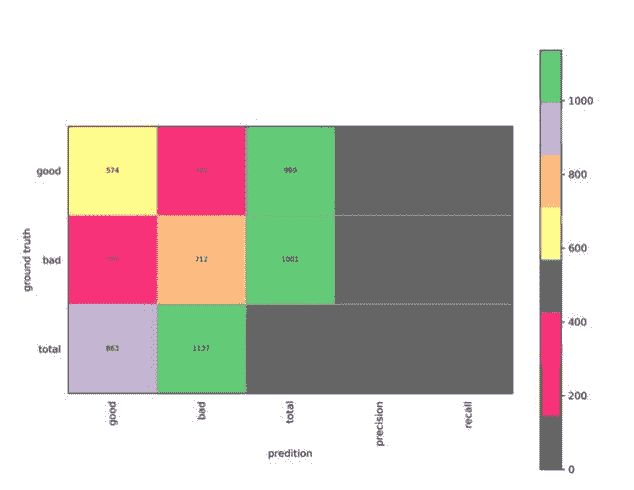 1000
good
574
999
800
ground truth
600
bad
712
1001
400
total
863
1137
200
0
good
bad
total
precision
recall
predition